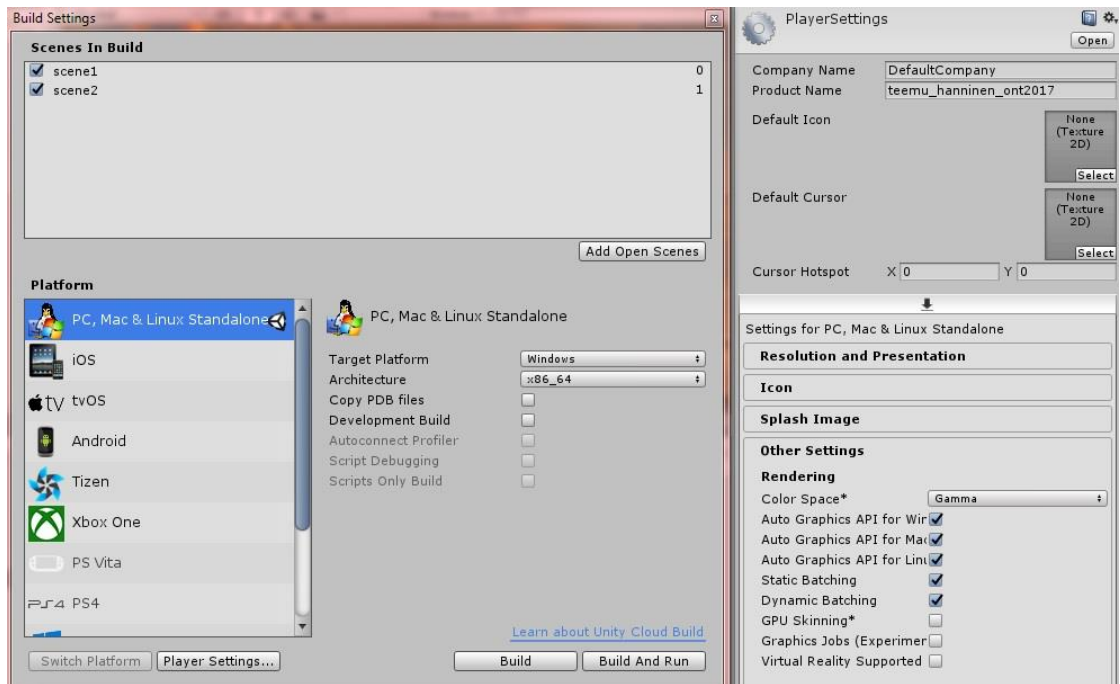 Build Settings
Scenes In Build
scene1 0
scene2 1
Add Open Scenes
Platform
PC, Mac & Linux Standalone
iOS
tv tvOS
Android
Tizen
Xbox One
PS Vita
PS4 PS4
PC, Mac & Linux Standalone
Target Platform Windows
Architecture x86_64
Copy PDB files
Development Build
Autoconnect Profiler
Script Debugging
Scripts Only Build
Learn about Unity Cloud Build
Switch Platform Player Settings... Build Build And Run
PlayerSettings
Open
Company Name DefaultCompany
Product Name teemu_hanninen_ont2017
Default Icon None
(Texture
2D)
Select
Default Cursor None
(Texture
2D)
Select
Cursor Hotspot X 0 Y 0
Settings for PC, Mac & Linux Standalone
Resolution and Presentation
Icon
Splash Image
Other Settings
Rendering
Color Space* Gamma
Auto Graphics API for Win
Auto Graphics API for Mac
Auto Graphics API for Linu
Static Batching
Dynamic Batching
GPU Skinning*
Graphics Jobs (Experimen
Virtual Reality Supported